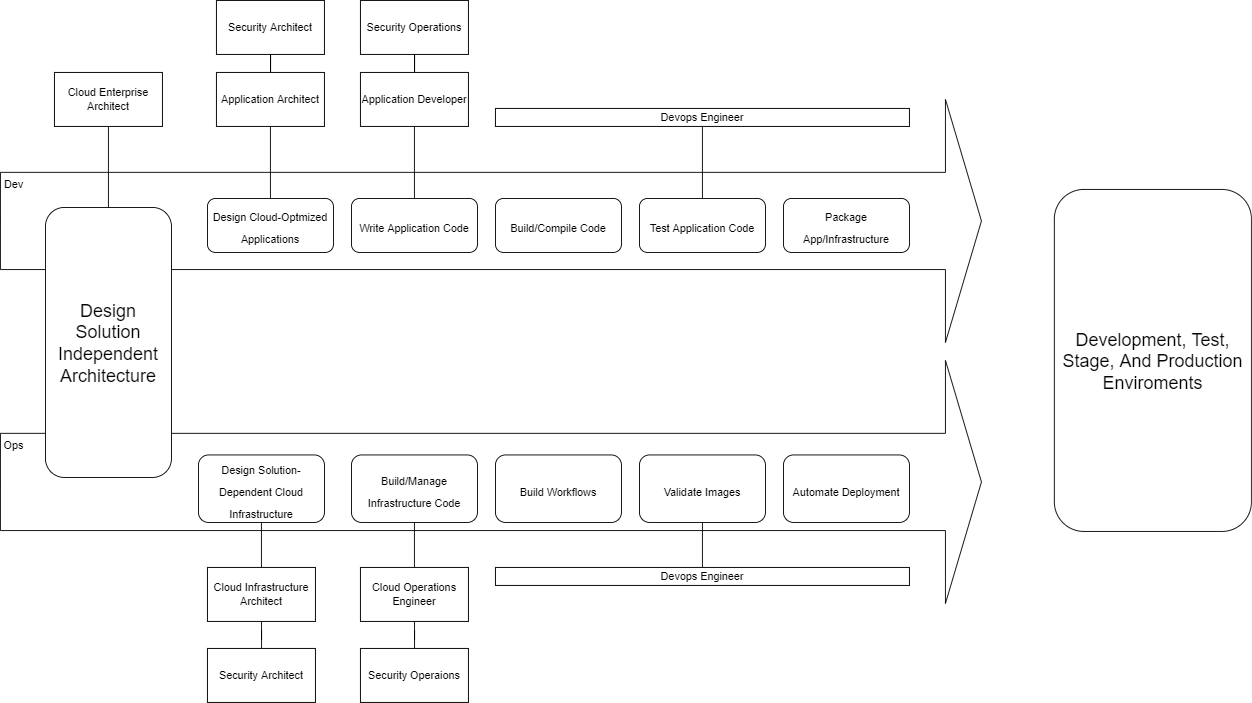 Security Architect
Security Operations
Cloud Enterprise
Architect
Application Architect
Application Developer
Devops Engineer
Dev
Design Cloud-Optmized
Applications
Write Application Code
Build/Compile Code
Test Application Code
Package
App/Infrastructure
Design
Solution
Independent
Architecture
Development, Test,
Stage, And Production
Enviroments
Ops
Design Solution-
Dependent Cloud
Infrastructure
Build/Manage
Infrastructure Code
Build Workflows
Validate Images
Automate Deployment
Cloud Infrastructure
Architect
Cloud Operations
Engineer
Devops Engineer
Security Architect
Security Operaions